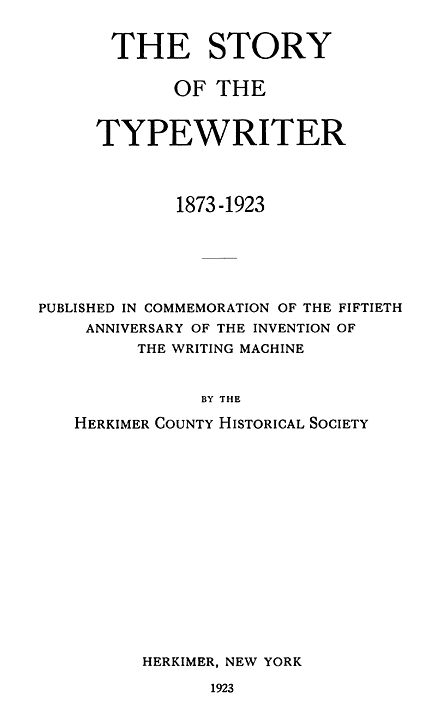 THE STORY
OF THE
TYPEWRITER
1873-1923
PUBLISHED IN COMMEMORATION OF THE FIFTIETH
ANNIVERSARY OF THE INVENTION OF
THE WRITING MACHINE
BY THE
HERKIMER COUNTY HISTORICAL SOCIETY
HERKIMER, NEW YORK
1923